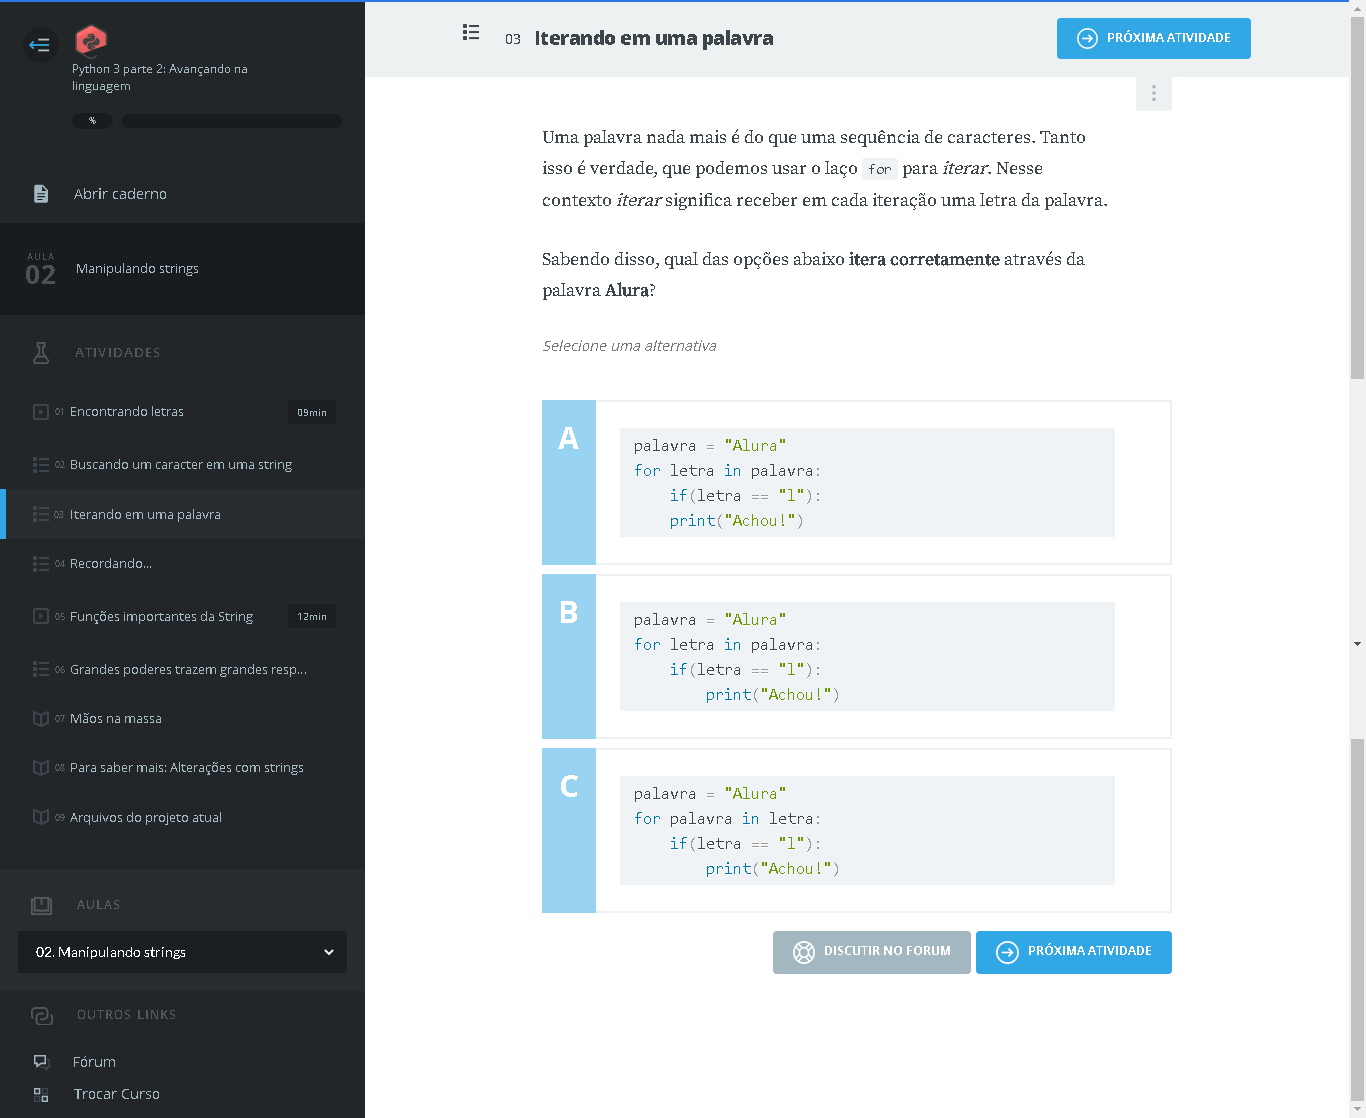 Python 3 parte 2: Avançando na
linguagem
%
Abrir caderno
AULA
02
Manipulando strings
ATIVIDADES
01 Encontrando letras 09min
02 Buscando um caracter em uma string
03 Iterando em uma palavra
04 Recordando...
05 Funções importantes da String 12min
06 Grandes poderes trazem grandes resp...
07 Mãos na massa
08 Para saber mais: Alterações com strings
09 Arquivos do projeto atual
AULAS
02. Manipulando strings
OUTROS LINKS
Fórum
Trocar Curso
03 Iterando em uma palavra
PRÓXIMA ATIVIDADE
Uma palavra nada mais é do que uma sequência de caracteres. Tanto
isso é verdade, que podemos usar o laço for para iterar. Nesse
contexto iterar significa receber em cada iteração uma letra da palavra.
Sabendo disso, qual das opções abaixo itera corretamente através da
palavra Alura?
Selecione uma alternativa
A
palavra = "Alura"
for letra in palavra:
    if(letra == "l"):
    print("Achou!")
B
palavra = "Alura"
for letra in palavra:
    if(letra == "l"):
        print("Achou!")
C
palavra = "Alura"
for palavra in letra:
    if(letra == "l"):
        print("Achou!")
DISCUTIR NO FORUM
PRÓXIMA ATIVIDADE